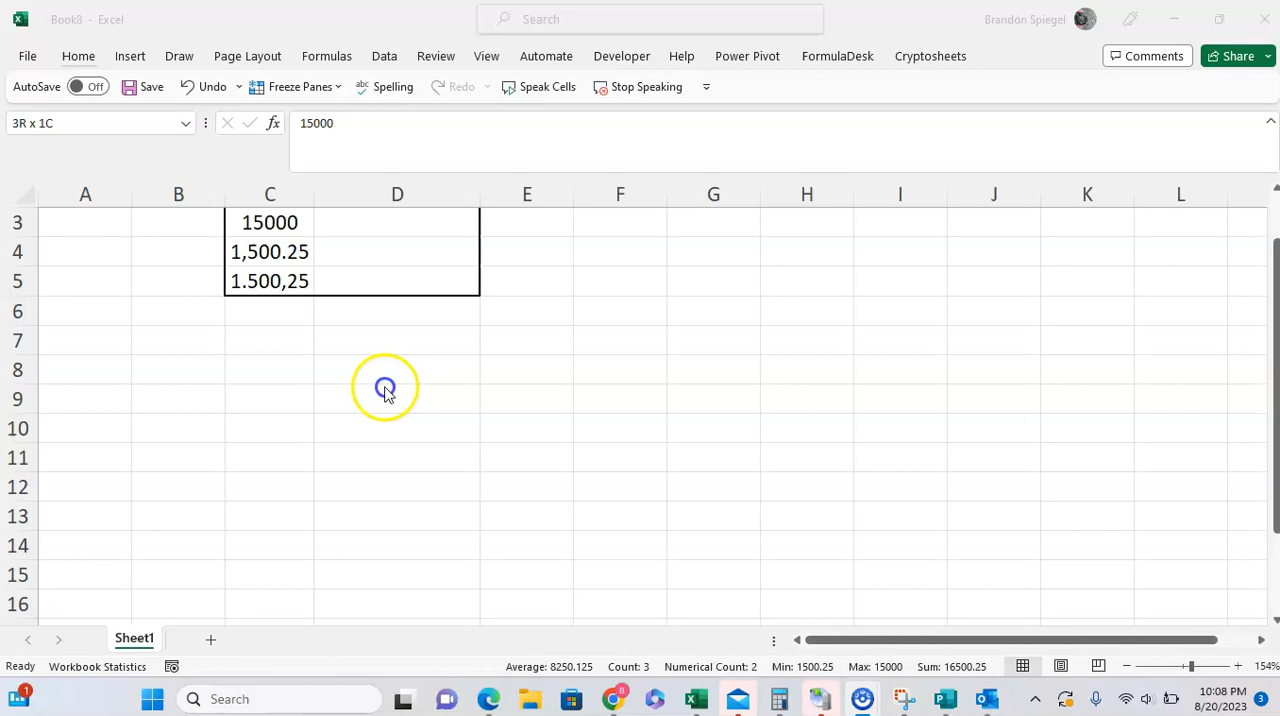 Book8 - Excel
Search
Brandon Spiegel
File Home Insert Draw Page Layout Formulas Data Review View Automate Developer Help Power Pivot FormulaDesk Cryptosheets Comments Share
AutoSave Off Save Undo Freeze Panes abc Spelling Redo Speak Cells Stop Speaking
3R x 1C fx 15000
A B C D E F G H I J K L
3 15000
4 1,500.25
5 1.500,25
6
7
8
9
10
11
12
13
14
15
16
Sheet1
Ready Workbook Statistics Average: 8250.125 Count: 3 Numerical Count: 2 Min: 1500.25 Max: 15000 Sum: 16500.25 154%
1 Search 8 10:08 PM 3
8/20/2023